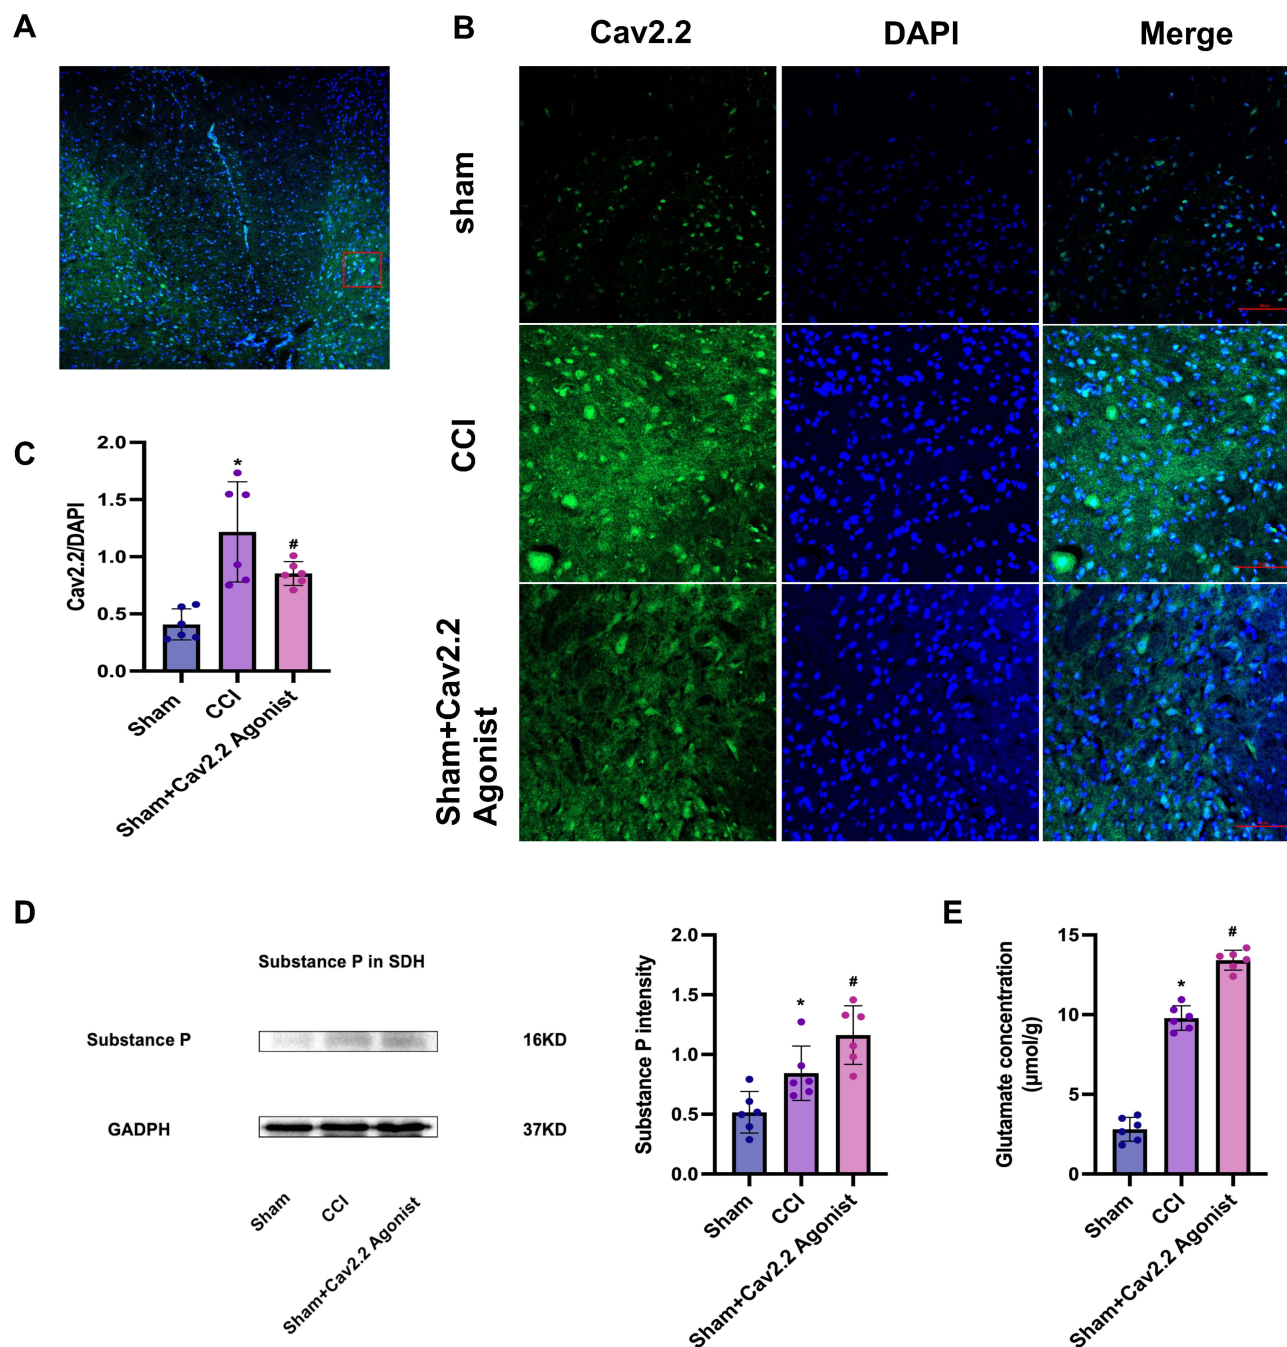 A
B
Cav2.2
DAPI
Merge
sham
CCI
Sham+Cav2.2
Agonist
C
Cav2.2/DAPI
2.0
1.5
1.0
0.5
0.0
*
#
Sham
CCI
Sham+Cav2.2 Agonist
D
Substance P in SDH
Substance P
16KD
GADPH
37KD
Sham
CCI
Sham+Cav2.2 Agonist
Substance P intensity
2.0
1.5
1.0
0.5
0.0
*
#
Sham
CCI
Sham+Cav2.2 Agonist
E
Glutamate concentration
(μmol/g)
15
10
5
0
*
#
Sham
CCI
Sham+Cav2.2 Agonist